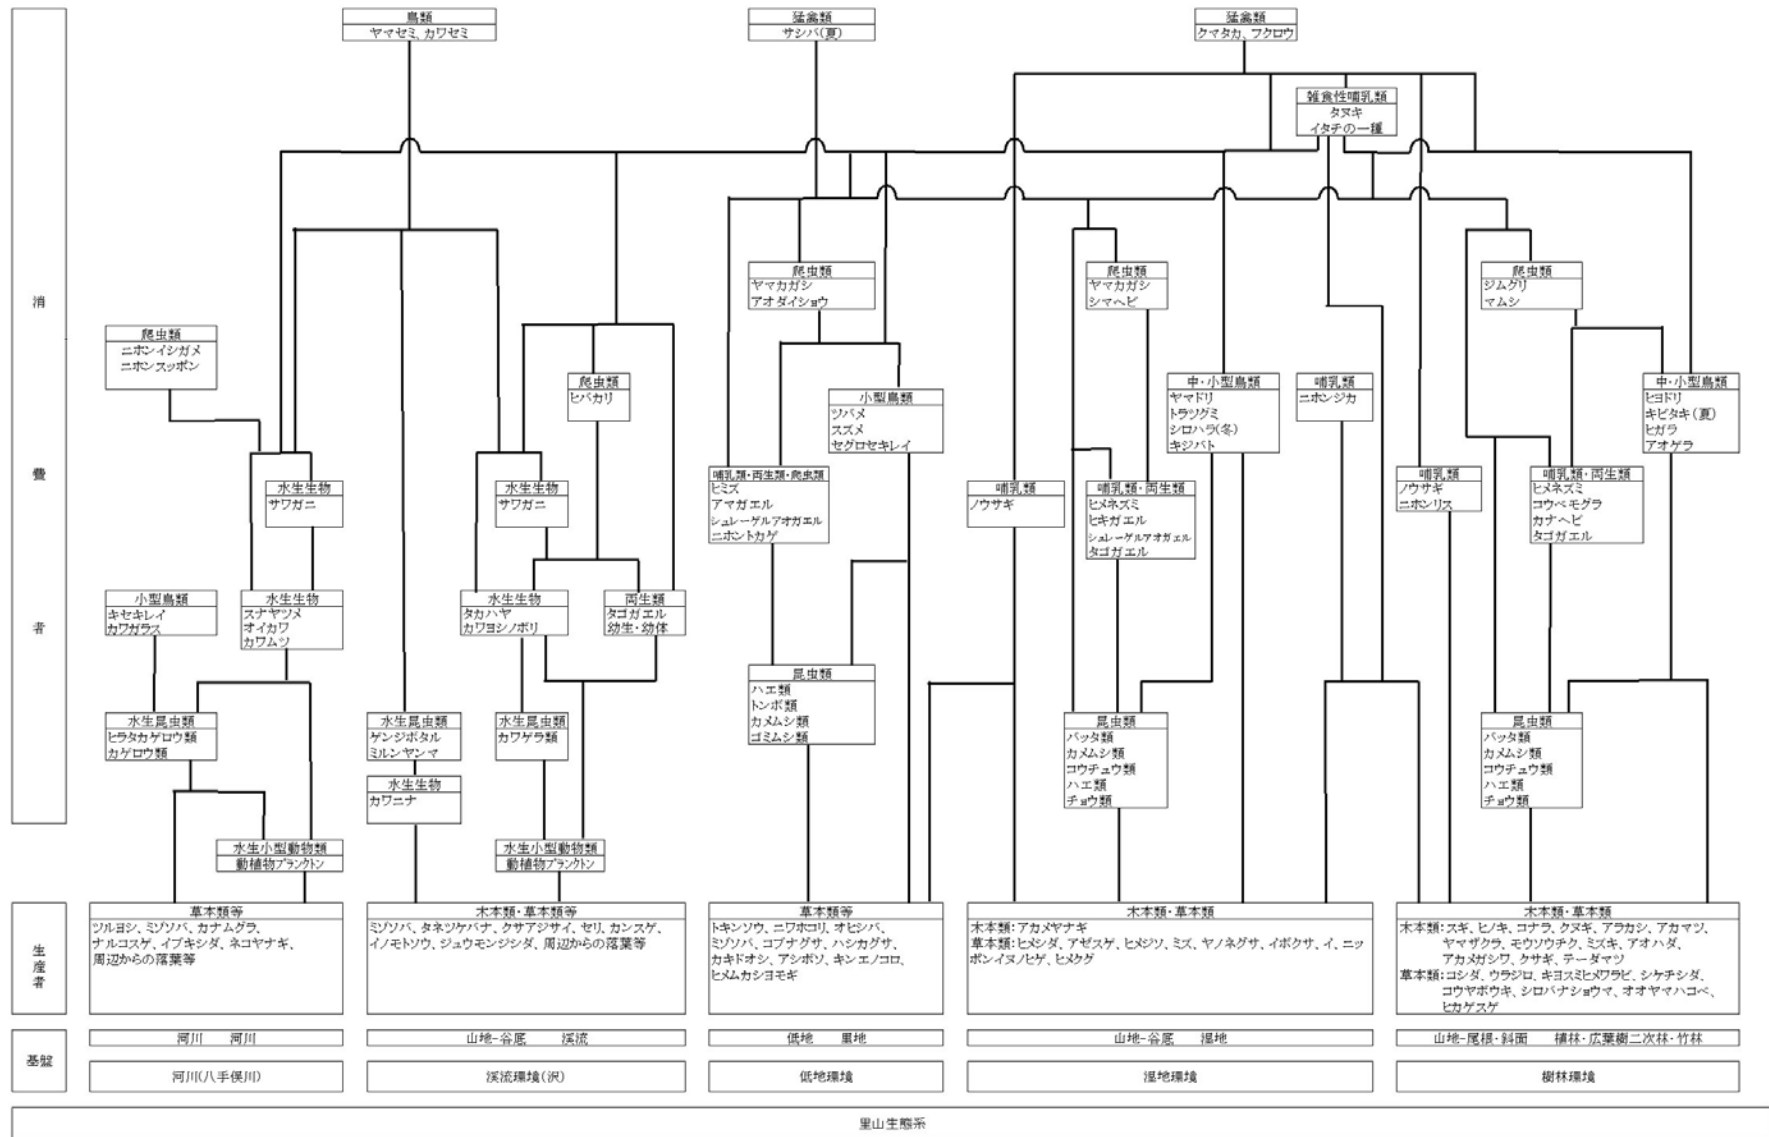 鳥類
ヤマセミ、カワセミ
猛禽類
サシバ(夏)
猛禽類
クマタカ、フクロウ
雑食性哺乳類
タヌキ
イタチの一種
消
費
者
爬虫類
ヤマカガシ
アオダイショウ
爬虫類
ヤマカガシ
シマヘビ
爬虫類
ジムグリ
マムシ
爬虫類
ニホンイシガメ
ニホンスッポン
爬虫類
ヒバカリ
小型鳥類
ツバメ
スズメ
セグロセキレイ
中・小型鳥類
ヤマドリ
トラツグミ
シロハラ(冬)
キジバト
哺乳類
ニホンジカ
中・小型鳥類
ヒヨドリ
キビタキ(夏)
ヒガラ
アオゲラ
水生生物
サワガニ
水生生物
サワガニ
哺乳類・両生類・爬虫類
ヒミズ
アマガエル
シュレーゲルアオガエル
ニホントカゲ
哺乳類
ノウサギ
哺乳類・両生類
ヒメネズミ
ヒキガエル
シュレーゲルアオガエル
タゴガエル
哺乳類
ノウサギ
ニホンリス
哺乳類・両生類
ヒメネズミ
コウベモグラ
カナヘビ
タゴガエル
小型鳥類
キセキレイ
カワガラス
水生生物
スナヤツメ
オイカワ
カワムツ
水生生物
タカハヤ
カワヨシノボリ
両生類
タゴガエル
幼生・幼体
昆虫類
ハエ類
トンボ類
カメムシ類
ゴミムシ類
水生昆虫類
ヒラタカゲロウ類
カゲロウ類
水生昆虫類
ゲンジボタル
ミルンヤンマ
水生昆虫類
カワゲラ類
昆虫類
バッタ類
カメムシ類
コウチュウ類
ハエ類
チョウ類
昆虫類
バッタ類
カメムシ類
コウチュウ類
ハエ類
チョウ類
水生生物
カワニナ
水生小型動物類
動植物プランクトン
水生小型動物類
動植物プランクトン
生
産
者
草本類等
ツルヨシ、ミゾソバ、カナムグラ、
ナルコスゲ、イブキシダ、ネコヤナギ、
周辺からの落葉等
木本類・草本類等
ミゾソバ、タネツケバナ、クサアジサイ、セリ、カンスゲ、
イノモトソウ、ジュウモンジシダ、周辺からの落葉等
草本類等
トキンソウ、ニワホコリ、オヒシバ、
ミゾソバ、コブナグサ、ハシカグサ、
カキドオシ、アシボソ、キンエノコロ、
ヒメムカシヨモギ
木本類・草本類
木本類:アカメヤナギ
草本類:ヒメシダ、アゼスゲ、ヒメジソ、ミズ、ヤノネグサ、イボクサ、イ、ニッ
ポンイヌノヒゲ、ヒメクグ
木本類・草本類
木本類:スギ、ヒノキ、コナラ、クヌギ、アラカシ、アカマツ、
ヤマザクラ、モウソウチク、ミズキ、アオハダ、
アカメガシワ、クサギ、テーダマツ
草本類:コシダ、ウラジロ、キヨスミヒメワラビ、シケチシダ、
コウヤボウキ、シロバナショウマ、オオヤマハコベ、
ヒカゲスゲ
基盤
河川 河川
山地-谷底 渓流
低地 里地
山地-谷底 湿地
山地-尾根・斜面 植林・広葉樹二次林・竹林
河川(八手俣川)
渓流環境(沢)
低地環境
湿地環境
樹林環境
里山生態系